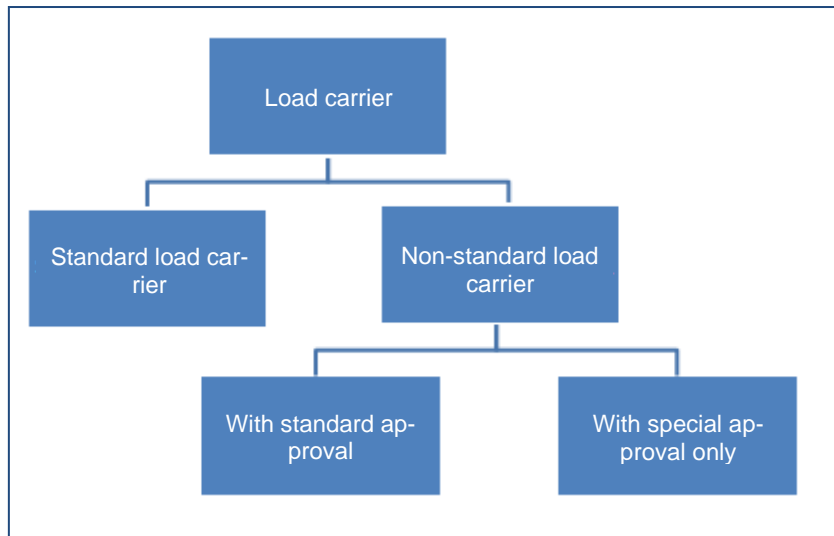 Load carrier
Standard load car-
rier
Non-standard load
carrier
With standard ap-
proval
With special ap-
proval only